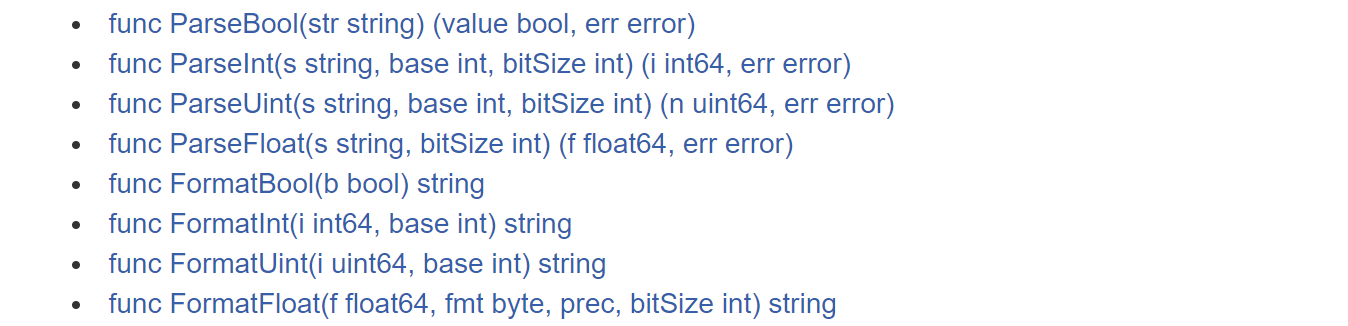 func ParseBool(str string) (value bool, err error)
func ParseInt(s string, base int, bitSize int) (i int64, err error)
func ParseUint(s string, base int, bitSize int) (n uint64, err error)
func ParseFloat(s string, bitSize int) (f float64, err error)
func FormatBool(b bool) string
func FormatInt(i int64, base int) string
func FormatUint(i uint64, base int) string
func FormatFloat(f float64, fmt byte, prec, bitSize int) string